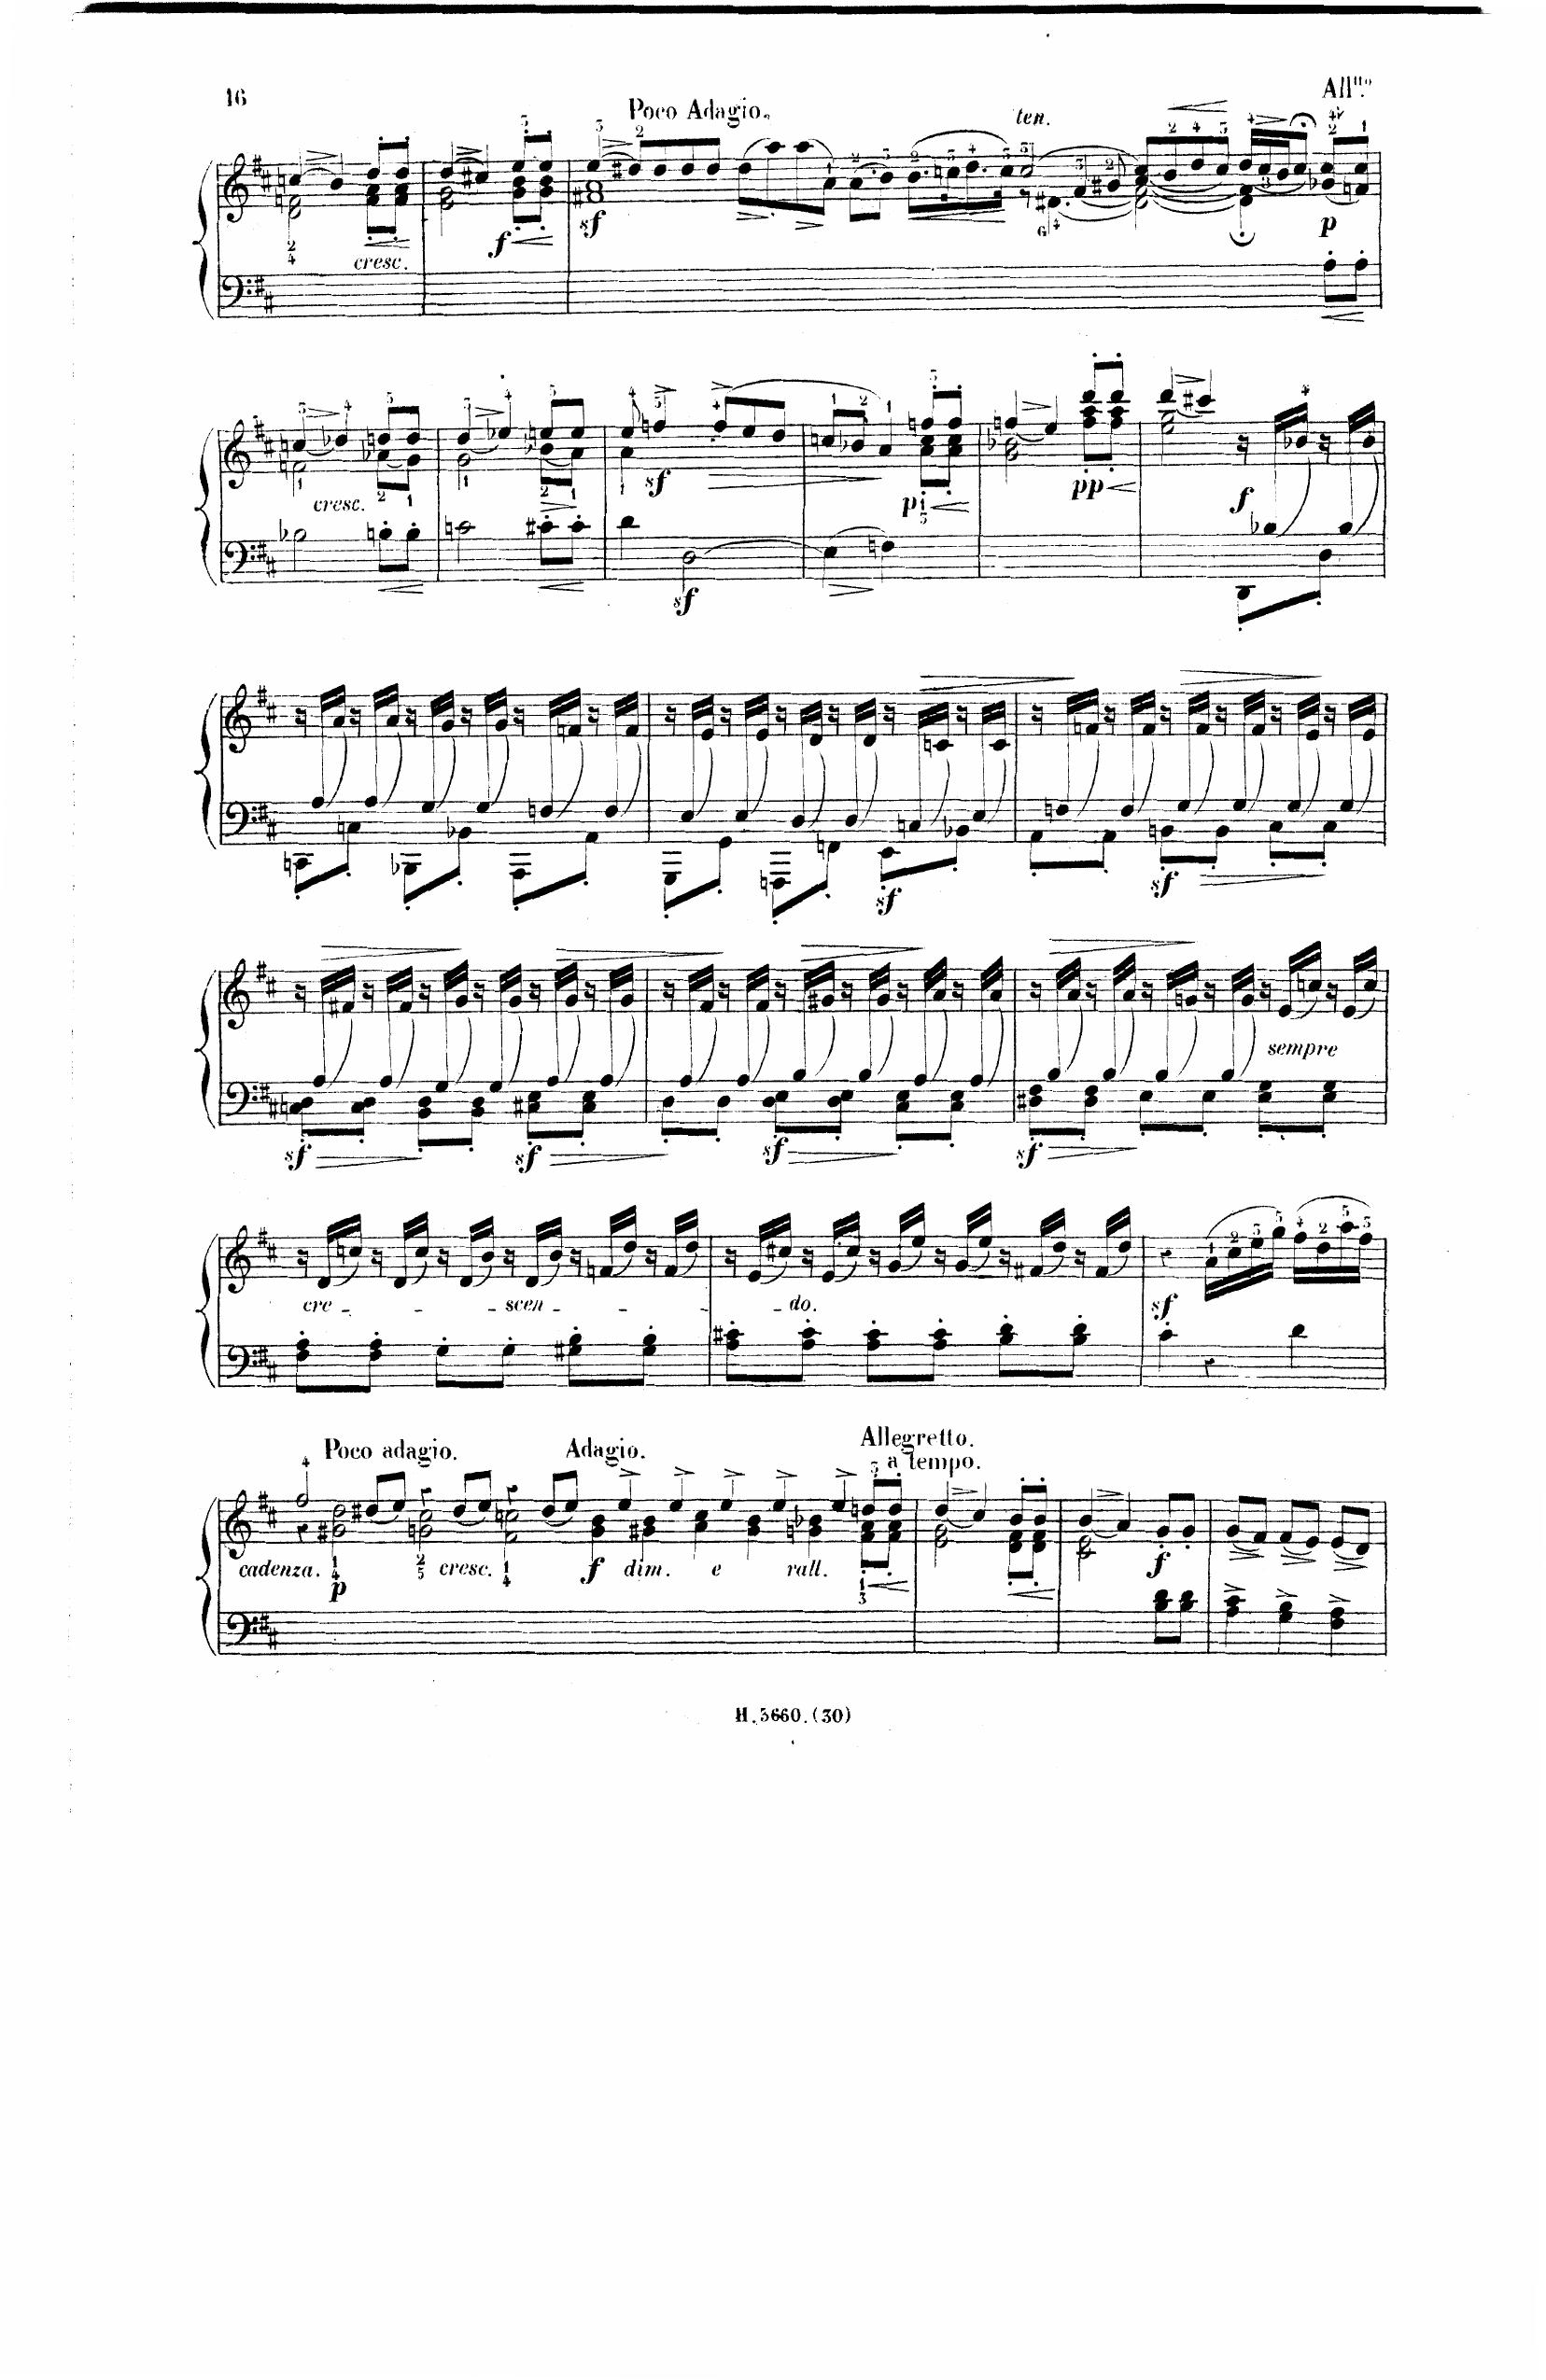 16
Poco Adagio.
ten.
All.tto
sf
f
p
cresc.
cresc.
sf
p
pp
f
sf
sf
sf
sf
sf
sf
sf
sempre
cre - - scen - - - do.
sf
Poco adagio.
Adagio.
Allegretto.
a tempo.
cadenza.
p
cresc.
f
dim.
e
rall.
f
H. 3660. (30)